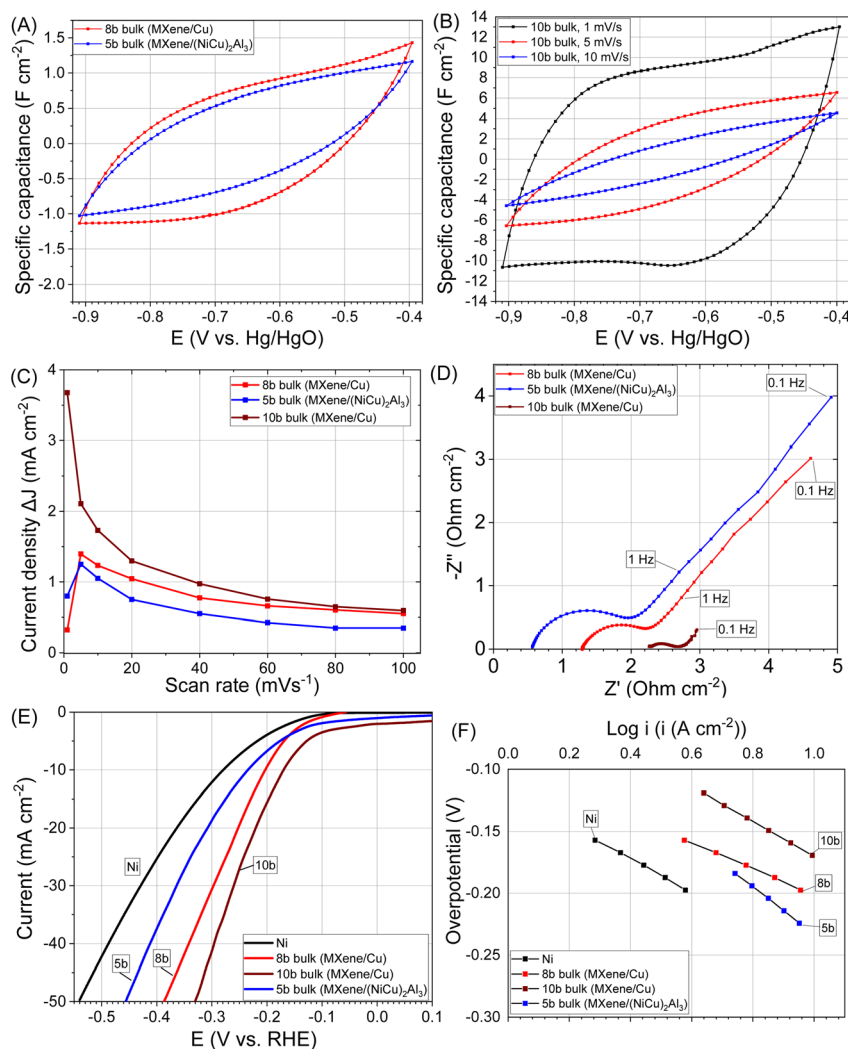 (A)
8b bulk (MXene/Cu)
5b bulk (MXene/(NiCu)₂Al₃)
Specific capacitance (F cm⁻²)
1.5
1.0
0.5
0.0
-0.5
-1.0
-1.5
-2.0
-0.9 -0.8 -0.7 -0.6 -0.5 -0.4
E (V vs. Hg/HgO)
(B)
10b bulk, 1 mV/s
10b bulk, 5 mV/s
10b bulk, 10 mV/s
Specific capacitance (F cm⁻²)
14
12
10
8
6
4
2
0
-2
-4
-6
-8
-10
-12
-14
-0,9 -0,8 -0,7 -0,6 -0,5 -0,4
E (V vs. Hg/HgO)
(C)
8b bulk (MXene/Cu)
5b bulk (MXene/(NiCu)₂Al₃)
10b bulk (MXene/Cu)
Current density ΔJ (mA cm⁻²)
4
3
2
1
0
0 20 40 60 80 100
Scan rate (mVs⁻¹)
(D)
8b bulk (MXene/Cu)
5b bulk (MXene/(NiCu)₂Al₃)
10b bulk (MXene/Cu)
0.1 Hz
0.1 Hz
1 Hz
1 Hz
0.1 Hz
-Z'' (Ohm cm⁻²)
4
3
2
1
0
0 1 2 3 4 5
Z' (Ohm cm⁻²)
(E)
Current (mA cm⁻²)
0
-10
-20
-30
-40
-50
Ni
10b
5b
8b
Ni
8b bulk (MXene/Cu)
10b bulk (MXene/Cu)
5b bulk (MXene/(NiCu)₂Al₃)
-0.5 -0.4 -0.3 -0.2 -0.1 0.0 0.1
E (V vs. RHE)
(F)
Log i (i (A cm⁻²))
0.0 0.2 0.4 0.6 0.8 1.0
Overpotential (V)
-0.10
-0.15
-0.20
-0.25
-0.30
Ni
10b
8b
5b
Ni
8b bulk (MXene/Cu)
10b bulk (MXene/Cu)
5b bulk (MXene/(NiCu)₂Al₃)